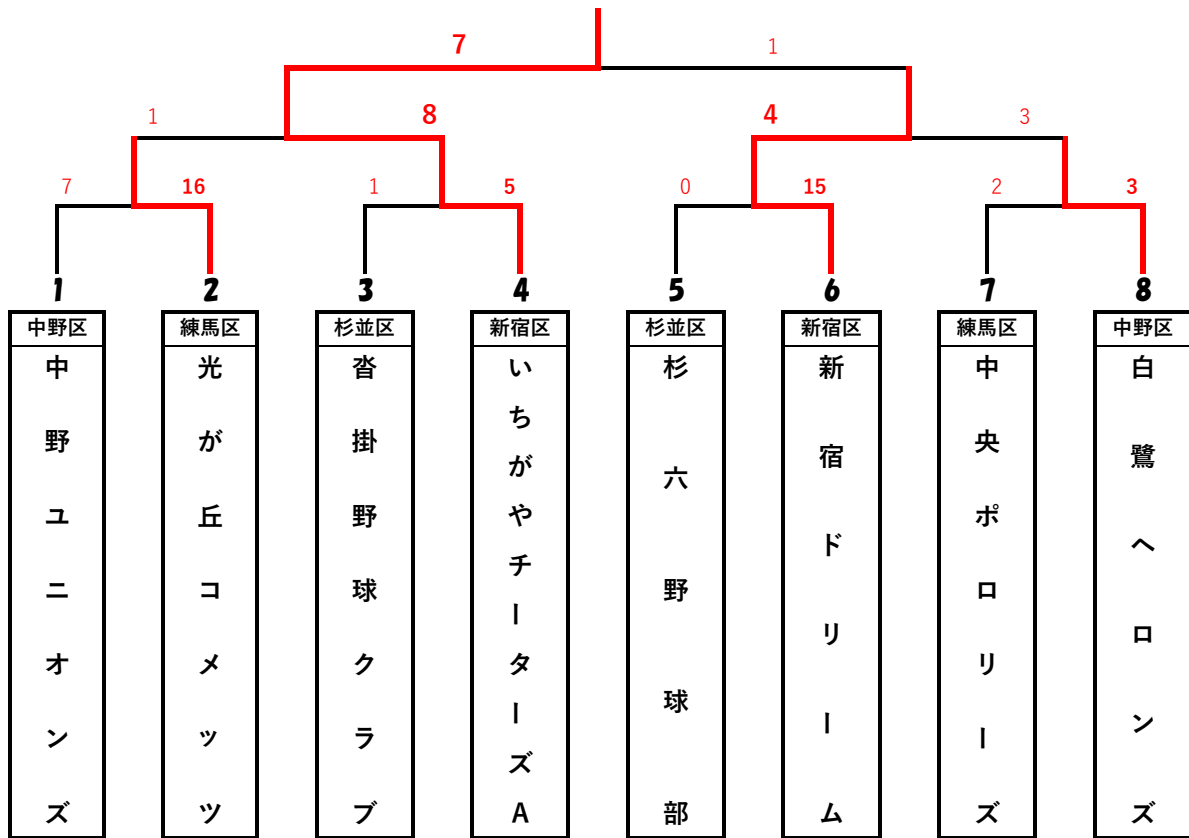 7 1
1 8 4 3
7 16 1 5 0 15 2 3
1 2 3 4 5 6 7 8
中野区 練馬区 杉並区 新宿区 杉並区 新宿区 練馬区 中野区
中野ユニオンズ
光が丘コメッツ
沓掛野球クラブ
いちがやチーターズA
杉六野球部
新宿ドリーム
中央ポロリーズ
白鷺ヘロンズ